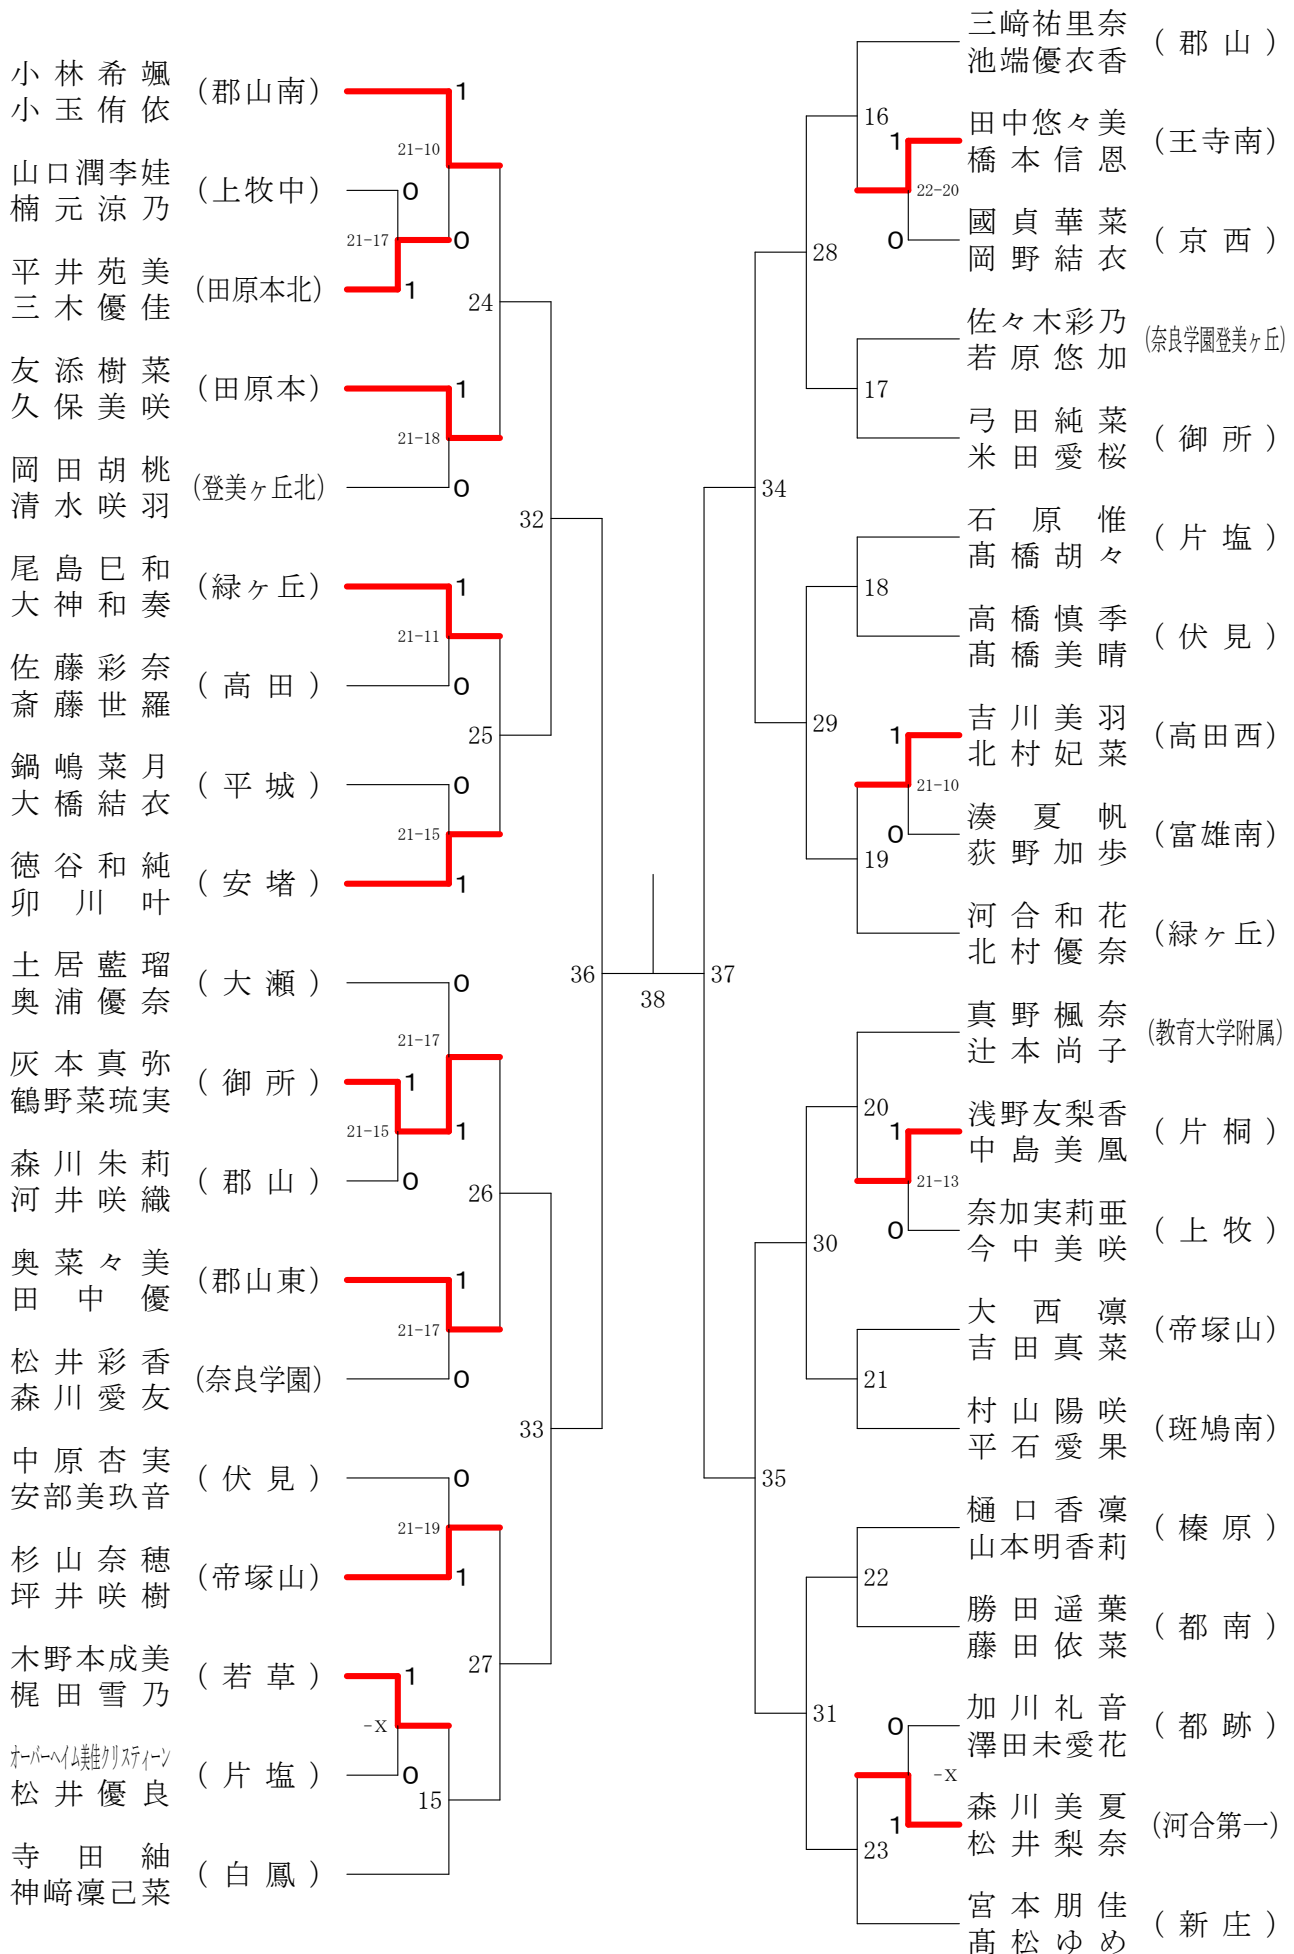 小林希颯
小玉侑依
(郡山南)
1
21-10
山口潤李娃
楠元涼乃
(上牧中)
0
21-17
0
平井苑美
三木優佳
(田原本北)
1
24
友添樹菜
久保美咲
(田原本)
1
21-18
岡田胡桃
清水咲羽
(登美ヶ丘北)
0
32
尾島巳和
大神和奏
(緑ヶ丘)
1
21-11
佐藤彩奈
斎藤世羅
(高田)
0
25
鍋嶋菜月
大橋結衣
(平城)
0
21-15
徳谷和純
卯川叶
(安堵)
1
36
土居藍瑠
奥浦優奈
(大瀬)
0
21-17
灰本真弥
鶴野菜琉実
(御所)
1
21-15
1
森川朱莉
河井咲織
(郡山)
0
26
奥菜々美
田中優
(郡山東)
1
21-17
松井彩香
森川愛友
(奈良学園)
0
33
中原杏実
安部美玖音
(伏見)
0
21-19
杉山奈穂
坪井咲樹
(帝塚山)
1
27
木野本成美
梶田雪乃
(若草)
1
-X
オーバーヘイム美佳クリスティーン
松井優良
(片塩)
0
15
寺田紬
神﨑凜己菜
(白鳳)
38
三﨑祐里奈
池端優衣香
(郡山)
16
田中悠々美
橋本信恩
(王寺南)
1
22-20
國貞華菜
岡野結衣
(京西)
0
28
佐々木彩乃
若原悠加
(奈良学園登美ヶ丘)
17
弓田純菜
米田愛桜
(御所)
34
石原惟
髙橋胡々
(片塩)
18
高橋慎季
髙橋美晴
(伏見)
29
吉川美羽
北村妃菜
(高田西)
1
21-10
湊夏帆
荻野加歩
(富雄南)
0
19
河合和花
北村優奈
(緑ヶ丘)
37
真野楓奈
辻本尚子
(教育大学附属)
20
浅野友梨香
中島美凰
(片桐)
1
21-13
奈加実莉亜
今中美咲
(上牧)
0
30
大西凛
吉田真菜
(帝塚山)
21
村山陽咲
平石愛果
(斑鳩南)
35
樋口香凜
山本明香莉
(榛原)
22
勝田遥葉
藤田依菜
(都南)
31
加川礼音
澤田未愛花
(都跡)
0
-X
森川美夏
松井梨奈
(河合第一)
1
23
宮本朋佳
髙松ゆめ
(新庄)